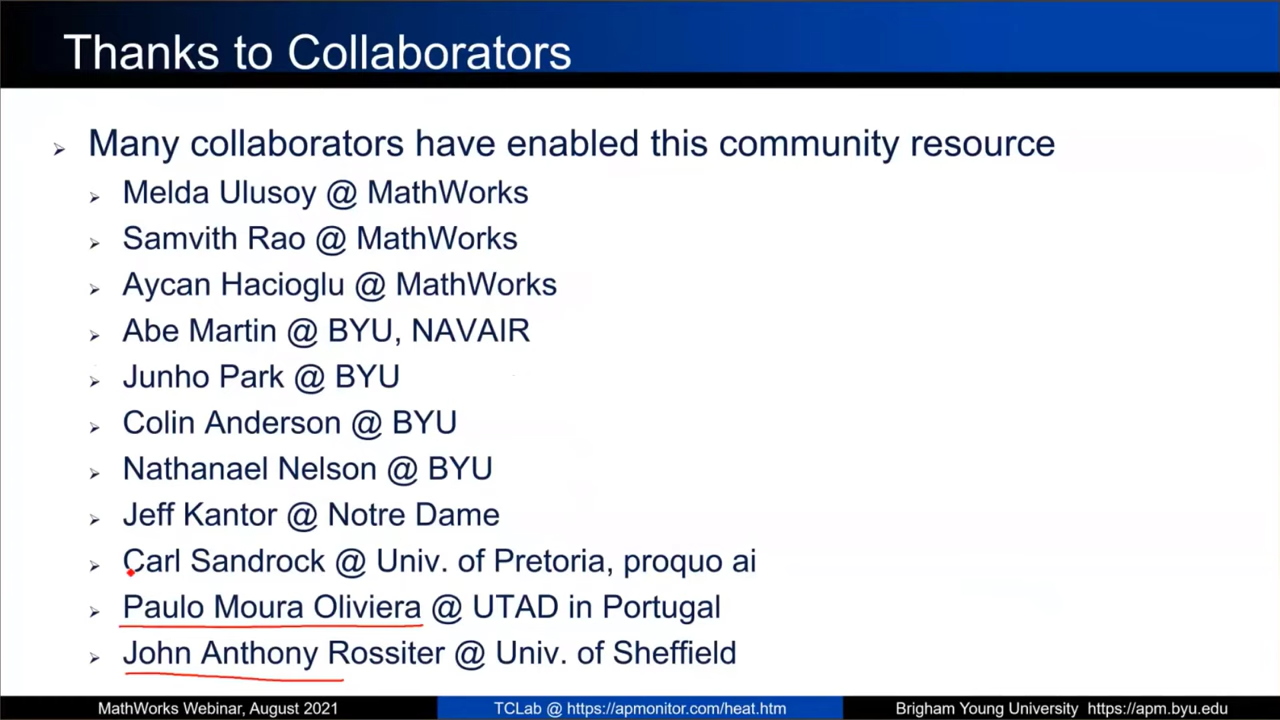 Thanks to Collaborators
Many collaborators have enabled this community resource
Melda Ulusoy @ MathWorks
Samvith Rao @ MathWorks
Aycan Hacioglu @ MathWorks
Abe Martin @ BYU, NAVAIR
Junho Park @ BYU
Colin Anderson @ BYU
Nathanael Nelson @ BYU
Jeff Kantor @ Notre Dame
Carl Sandrock @ Univ. of Pretoria, proquo ai
Paulo Moura Oliviera @ UTAD in Portugal
John Anthony Rossiter @ Univ. of Sheffield
MathWorks Webinar, August 2021 TCLab @ https://apmonitor.com/heat.htm Brigham Young University https://apm.byu.edu